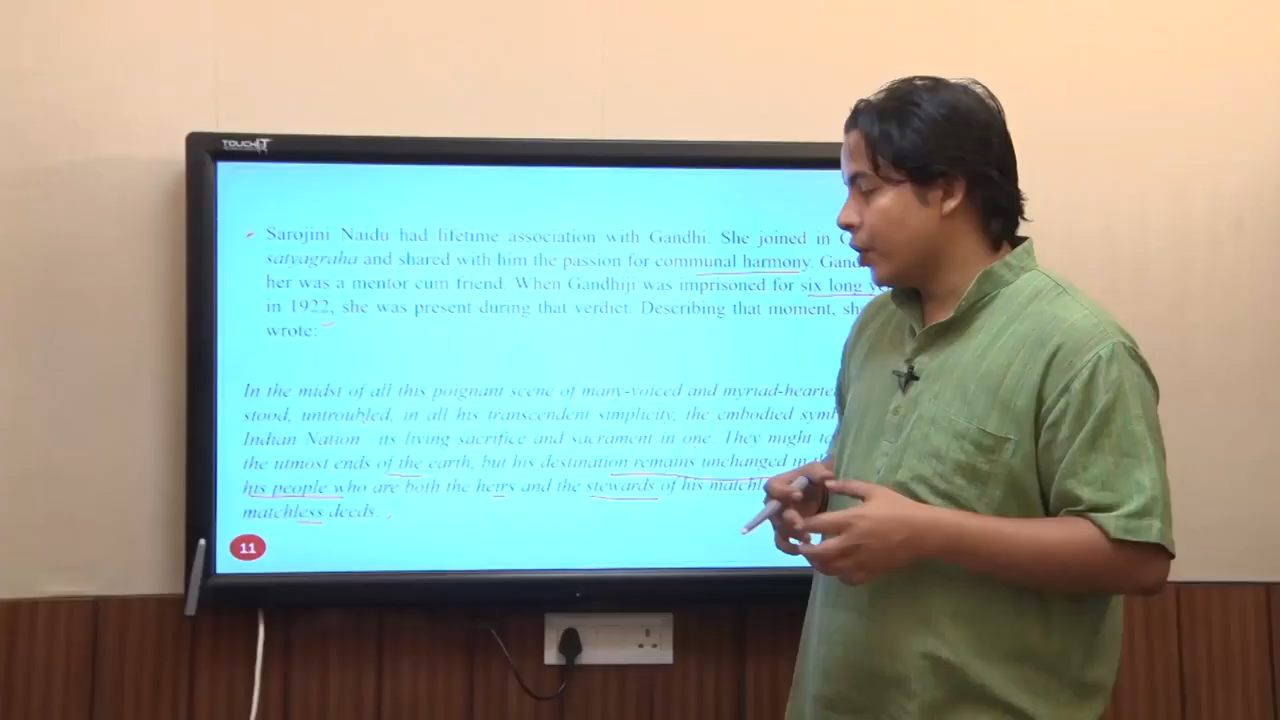 TOUCHIT
Sarojini Naidu had lifetime association with Gandhi. She joined in
satyagraha and shared with him the passion for communal harmony.
her was a mentor cum friend. When Gandhiji was imprisoned for six long
in 1922, she was present during that verdict. Describing that moment,
wrote:
In the midst of all this poignant scene of many-voiced and
stood, untroubled, in all his transcendent simplicity, the embodied
Indian Nation its living sacrifice and sacrament in one. They might
the utmost ends of the earth, but his destination remains unchanged in
his people who are both the heirs and the stewards of his
matchless deeds.
11